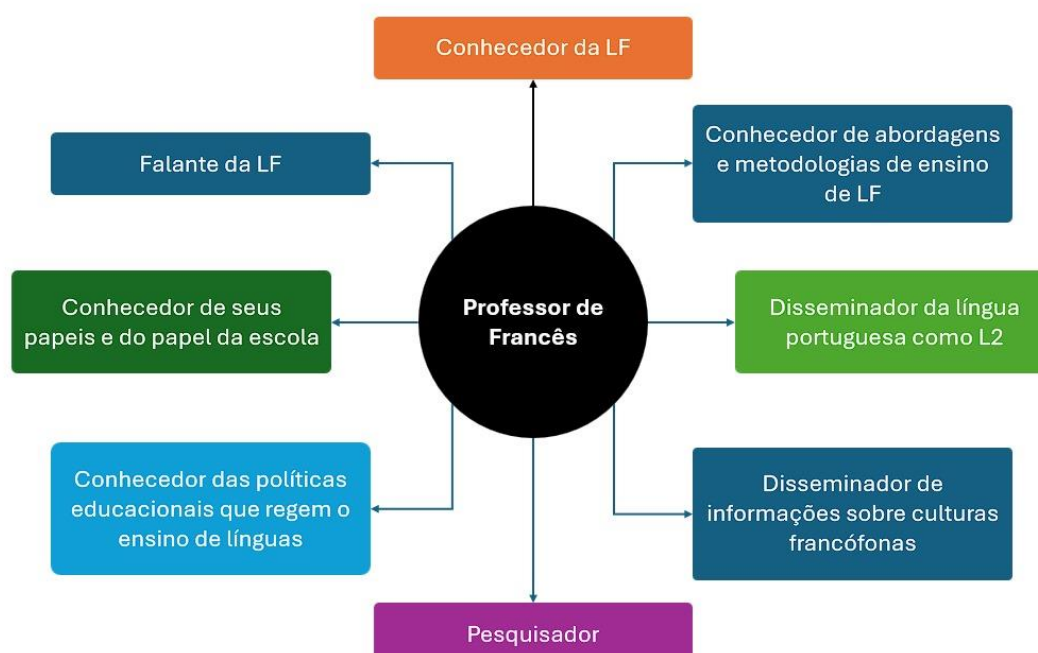 Conhecedor da LF
Falante da LF
Conhecedor de abordagens
e metodologias de ensino
de LF
Conhecedor de seus
papeis e do papel da escola
Professor de
Francês
Disseminador da língua
portuguesa como L2
Conhecedor das políticas
educacionais que regem o
ensino de línguas
Disseminador de
informações sobre culturas
francófonas
Pesquisador